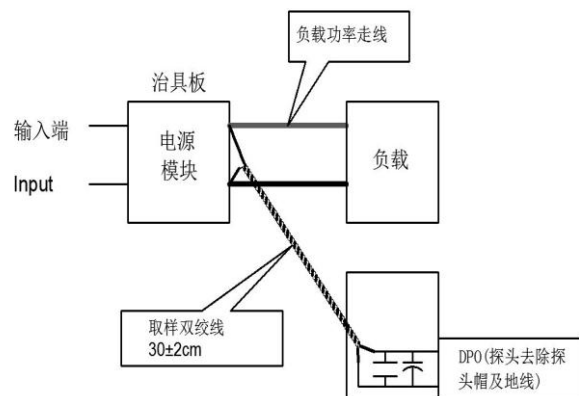 负载功率走线
治具板
输入端
Input
电源
模块
负载
取样双绞线
30±2cm
DPO(探头去除探
头帽及地线)